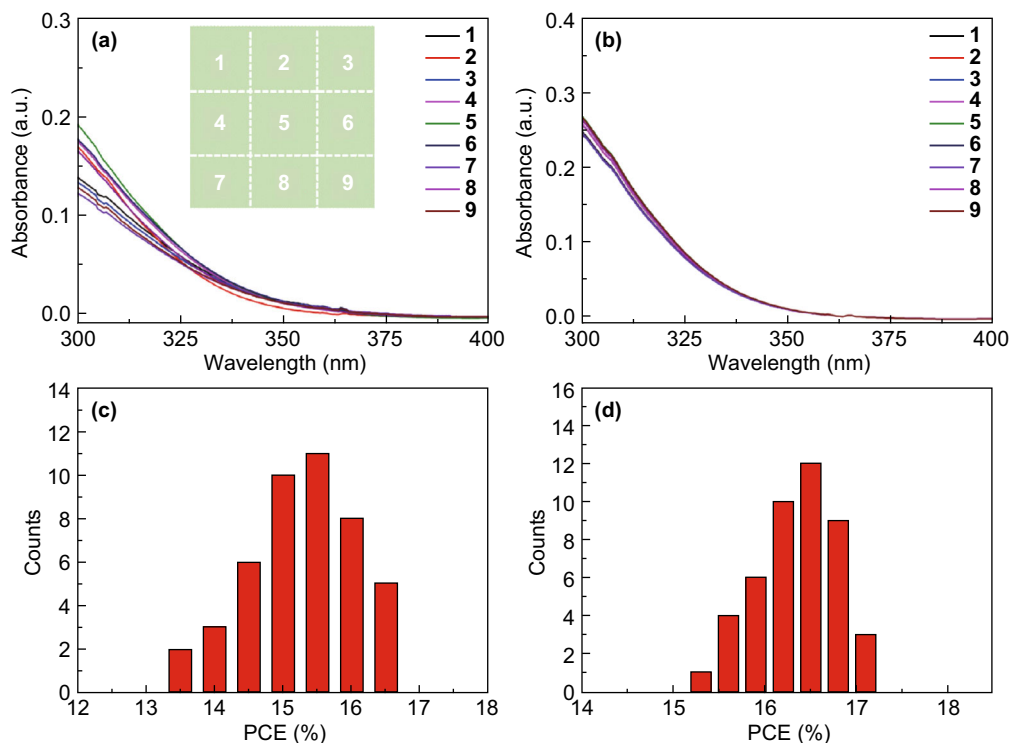 (a)
1 2 3
4 5 6
7 8 9
1
2
3
4
5
6
7
8
9
0.3
0.2
0.1
0.0
Absorbance (a.u.)
300 325 350 375 400
Wavelength (nm)
(b)
1
2
3
4
5
6
7
8
9
0.4
0.3
0.2
0.1
0.0
Absorbance (a.u.)
300 325 350 375 400
Wavelength (nm)
(c)
14
12
10
8
6
4
2
0
Counts
12 13 14 15 16 17 18
PCE (%)
(d)
16
14
12
10
8
6
4
2
0
Counts
14 15 16 17 18
PCE (%)